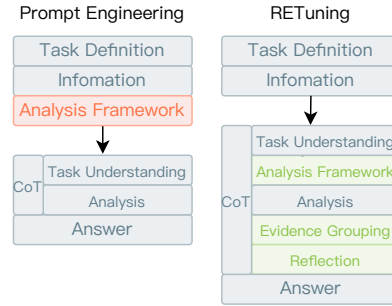 Prompt Engineering
Task Definition
Infomation
Analysis Framework
CoT
Task Understanding
Analysis
Answer
RETuning
Task Definition
Infomation
CoT
Task Understanding
Analysis Framework
Analysis
Evidence Grouping
Reflection
Answer